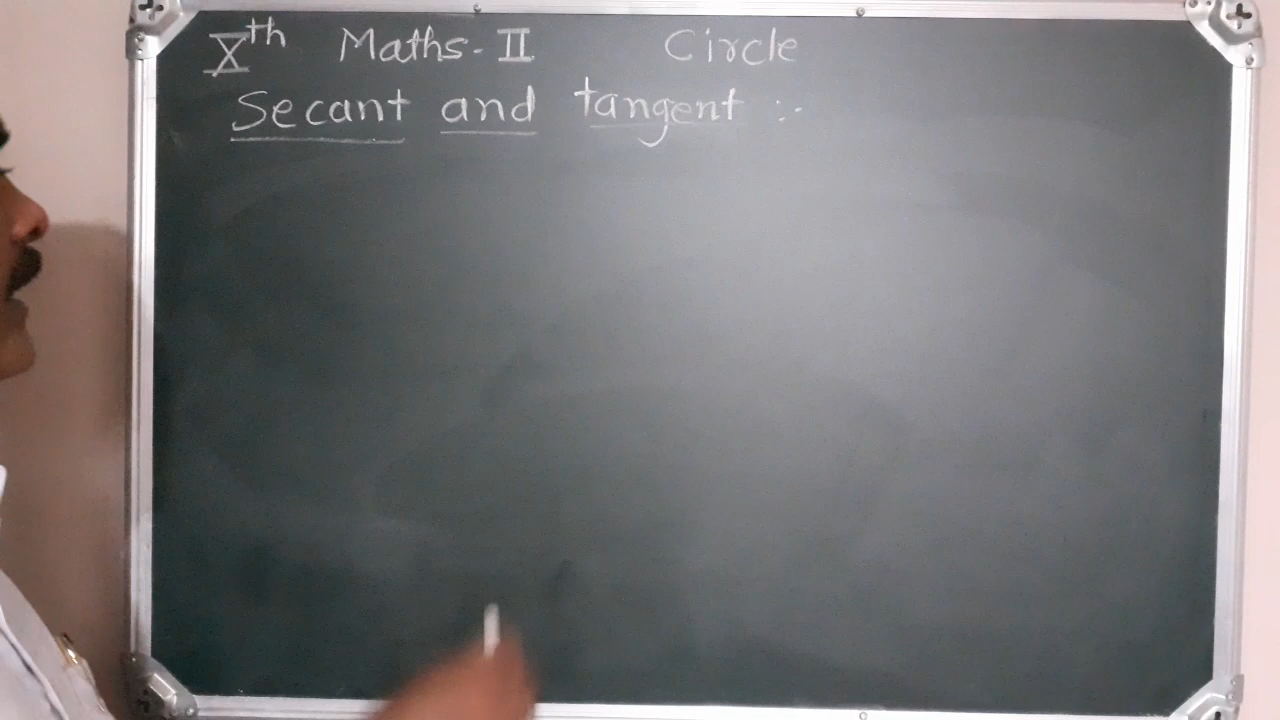 Xth Maths-II Circle
Secant and tangent :-